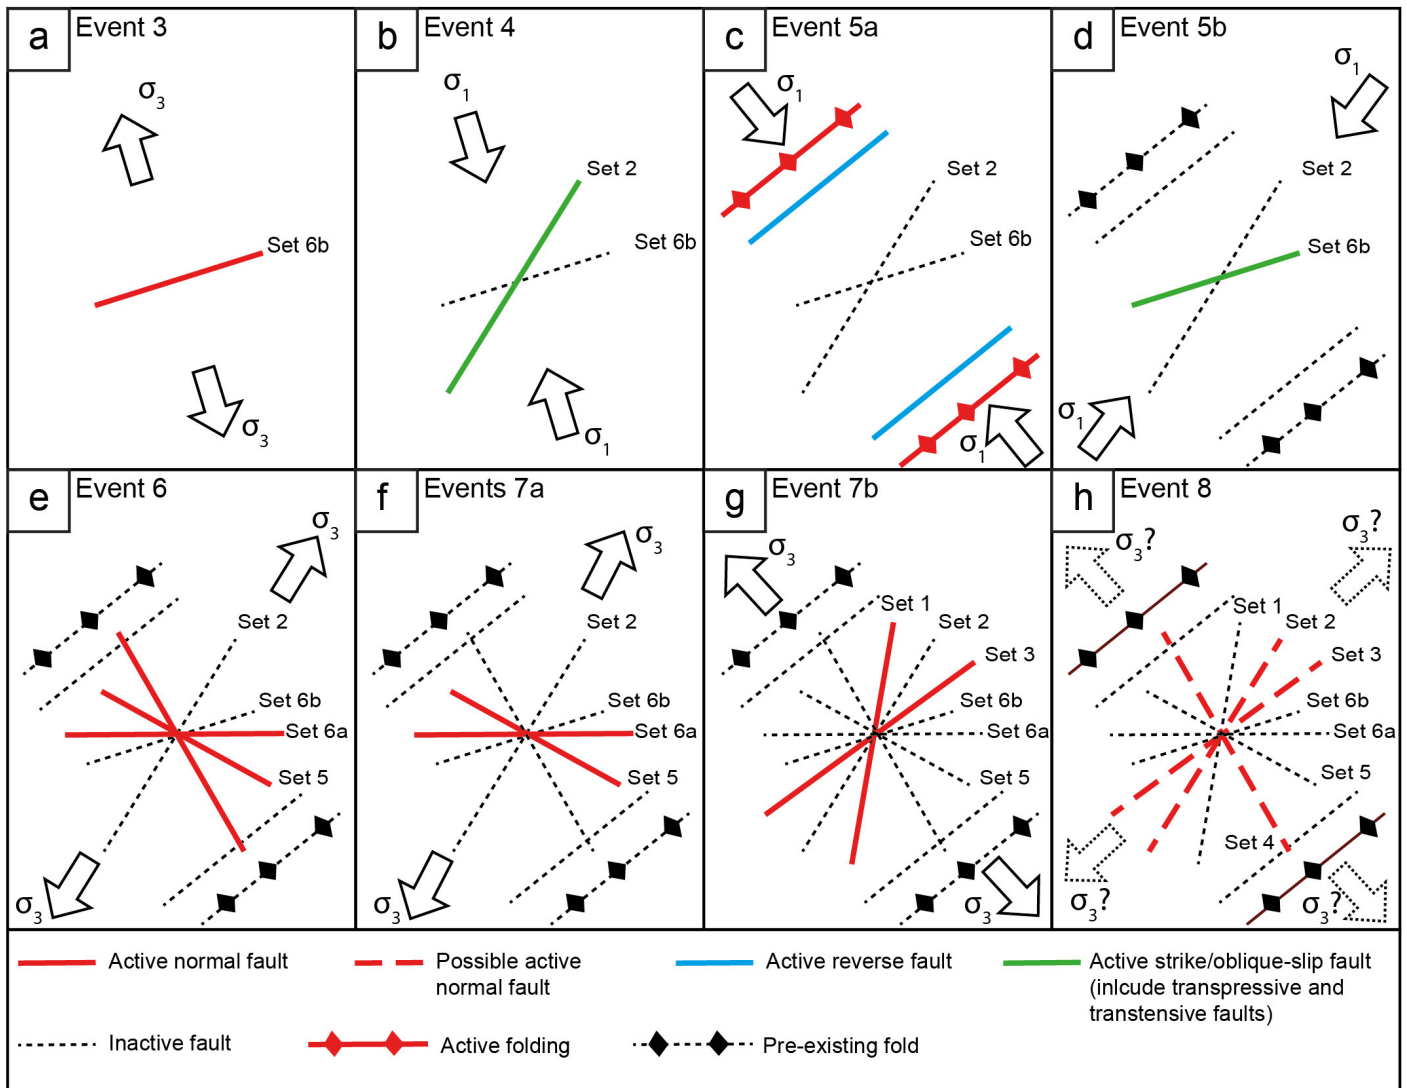 a Event 3
σ3
Set 6b
σ3
b Event 4
σ1
Set 2
Set 6b
σ1
c Event 5a
σ1
Set 2
Set 6b
σ1
d Event 5b
σ1
Set 2
Set 6b
σ1
e Event 6
σ3
Set 2
Set 6b
Set 6a
Set 5
σ3
f Events 7a
σ3
Set 2
Set 6b
Set 6a
Set 5
σ3
g Event 7b
σ3
Set 1
Set 2
Set 3
Set 6b
Set 6a
Set 5
σ3
h Event 8
σ3?
σ3?
Set 1
Set 2
Set 3
Set 6b
Set 6a
Set 5
Set 4
σ3?
σ3?
Active normal fault
Possible active
normal fault
Active reverse fault
Active strike/oblique-slip fault
(inlcude transpressive and
transtensive faults)
Inactive fault
Active folding
Pre-existing fold